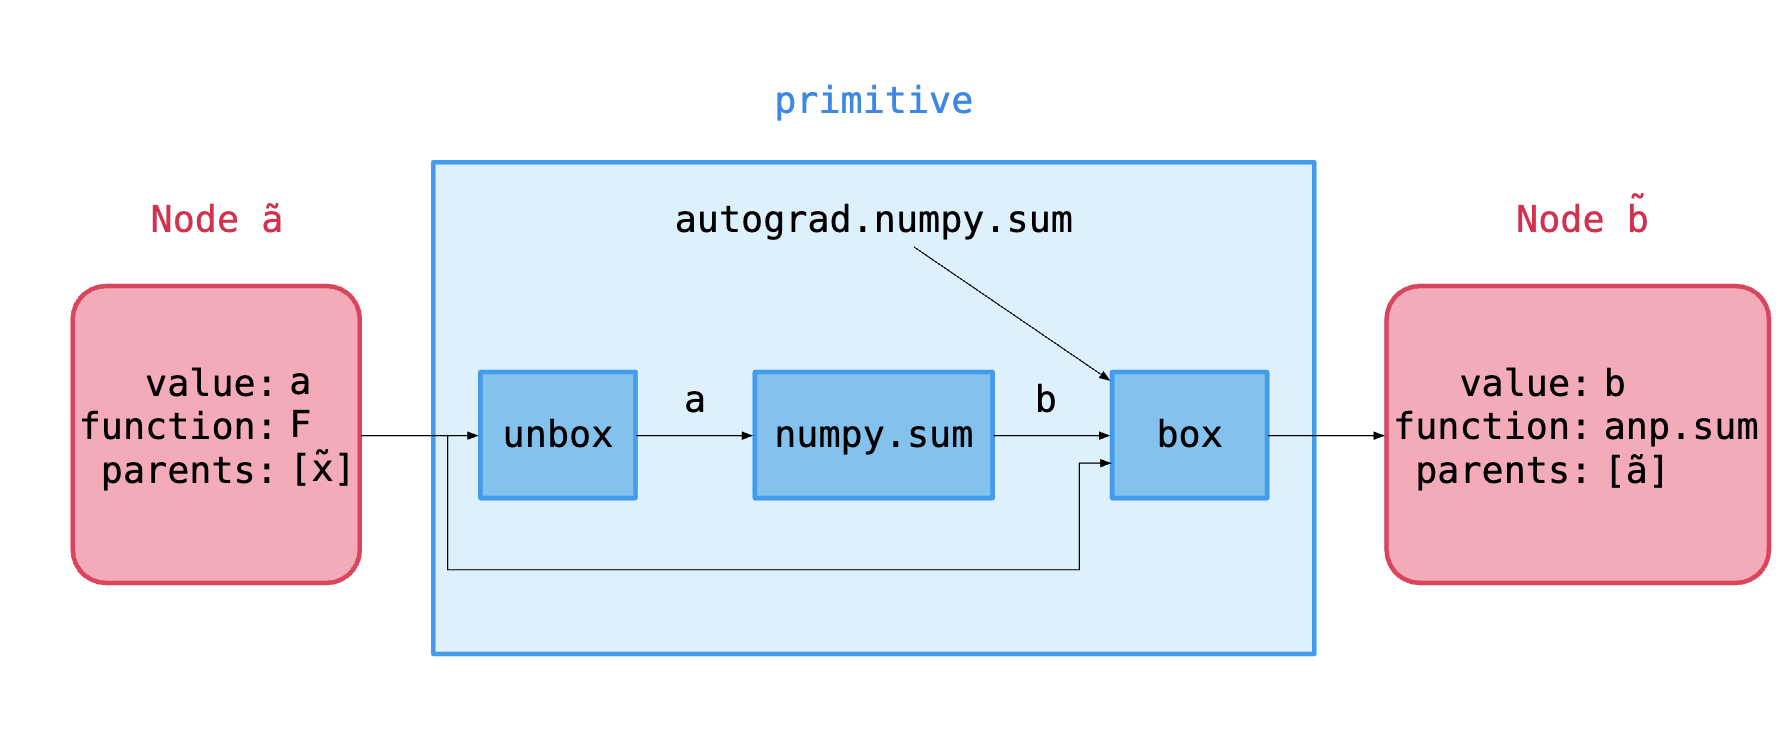 primitive
Node ã
autograd.numpy.sum
Node b̃
value: a
function: F
parents: [x̃]
unbox
a
numpy.sum
b
box
value: b
function: anp.sum
parents: [ã]